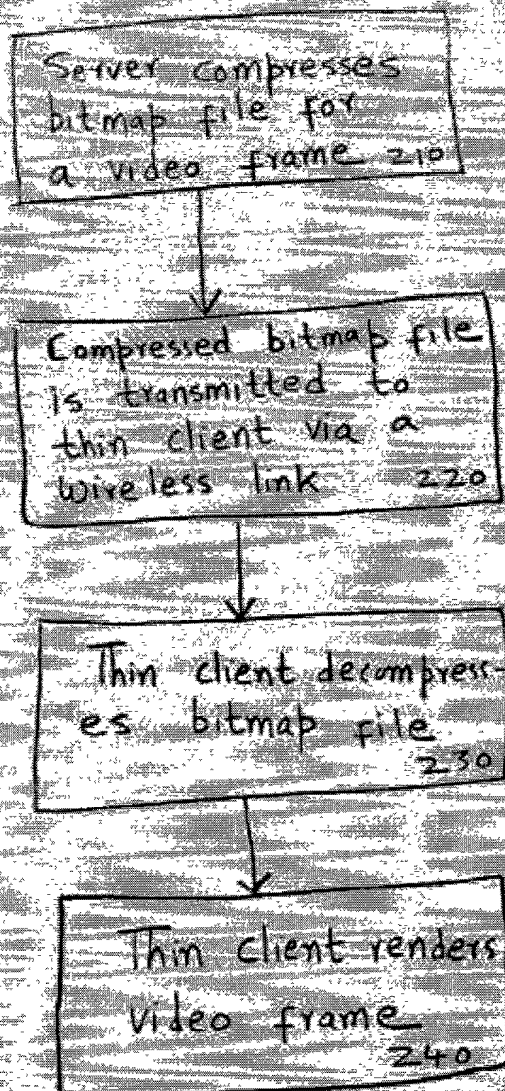 Server compresses
bitmap file for
a video frame 210
Compressed bitmap file
is transmitted to
thin client via a
wireless link 220
Thin client decompress-
es bitmap file
230
Thin client renders
video frame
240